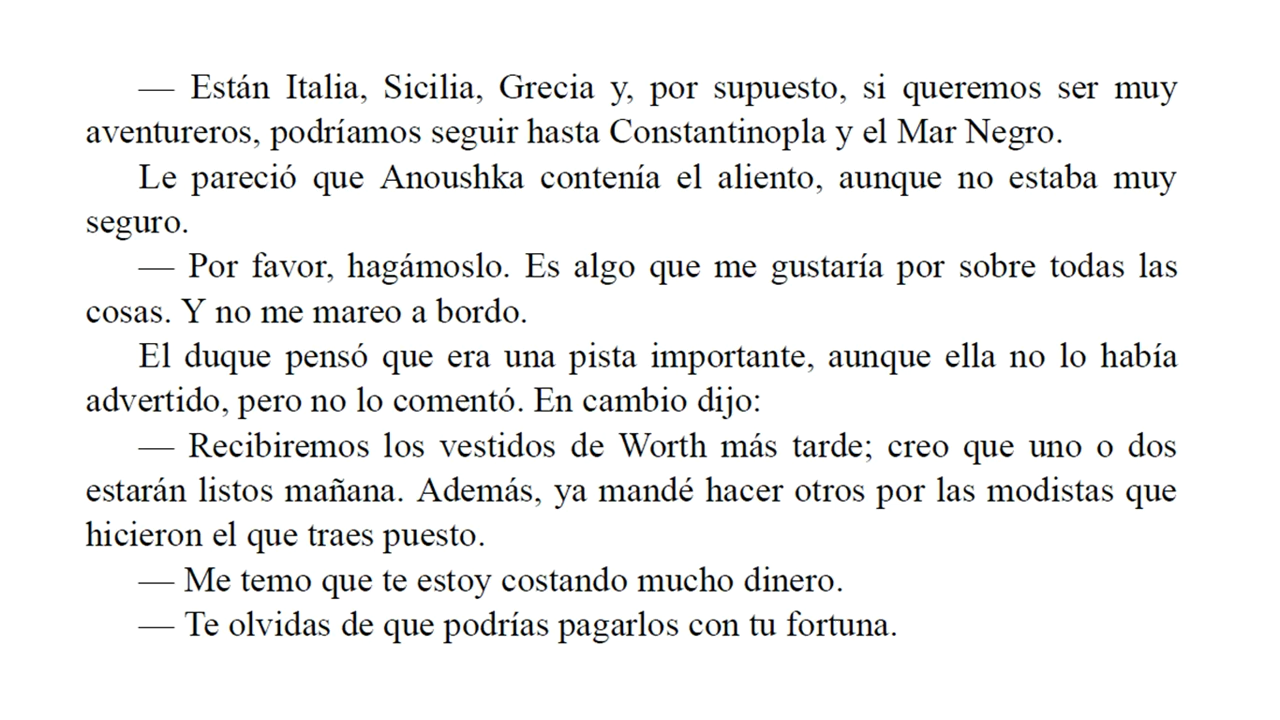 — Están Italia, Sicilia, Grecia y, por supuesto, si queremos ser muy
aventureros, podríamos seguir hasta Constantinopla y el Mar Negro.
Le pareció que Anoushka contenía el aliento, aunque no estaba muy
seguro.
— Por favor, hagámoslo. Es algo que me gustaría por sobre todas las
cosas. Y no me mareo a bordo.
El duque pensó que era una pista importante, aunque ella no lo había
advertido, pero no lo comentó. En cambio dijo:
— Recibiremos los vestidos de Worth más tarde; creo que uno o dos
estarán listos mañana. Además, ya mandé hacer otros por las modistas que
hicieron el que traes puesto.
— Me temo que te estoy costando mucho dinero.
— Te olvidas de que podrías pagarlos con tu fortuna.